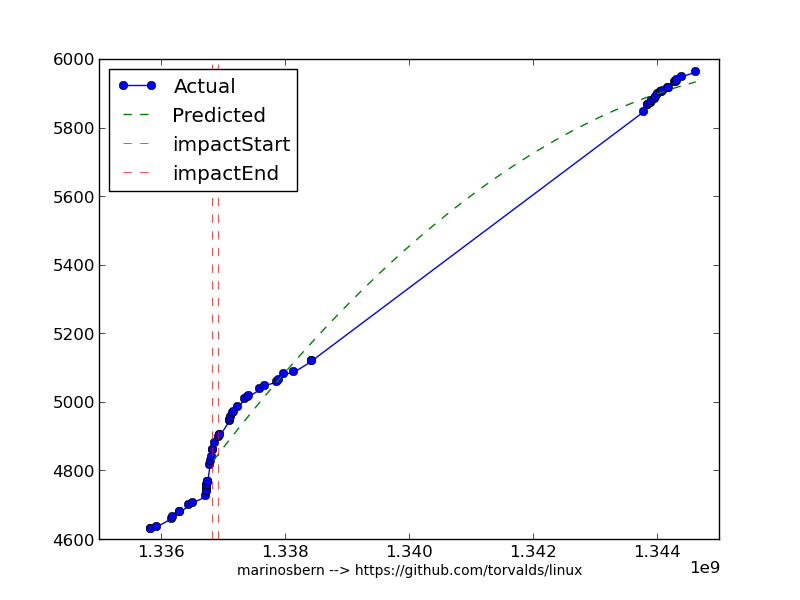 6000
5800
5600
5400
5200
5000
4800
4600
Actual
Predicted
impactStart
impactEnd
1.336 1.338 1.340 1.342 1.344
1e9
marinosbern --> https://github.com/torvalds/linux